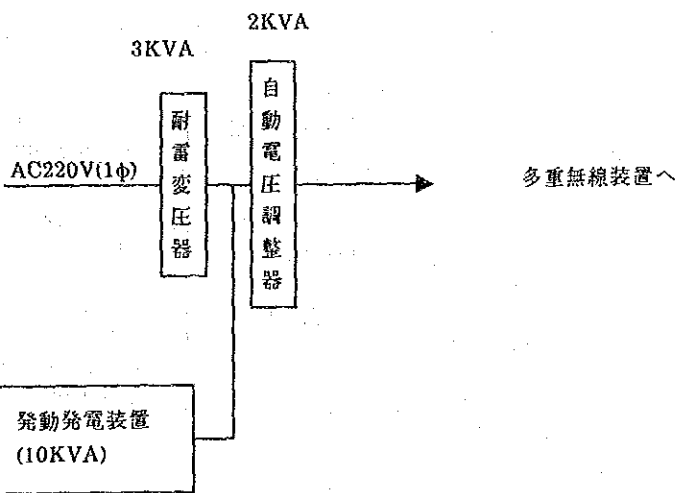 2KVA
3KVA
自動電圧調整器
耐雷変圧器
AC220V(1φ)
多重無線装置へ
発動発電装置
(10KVA)